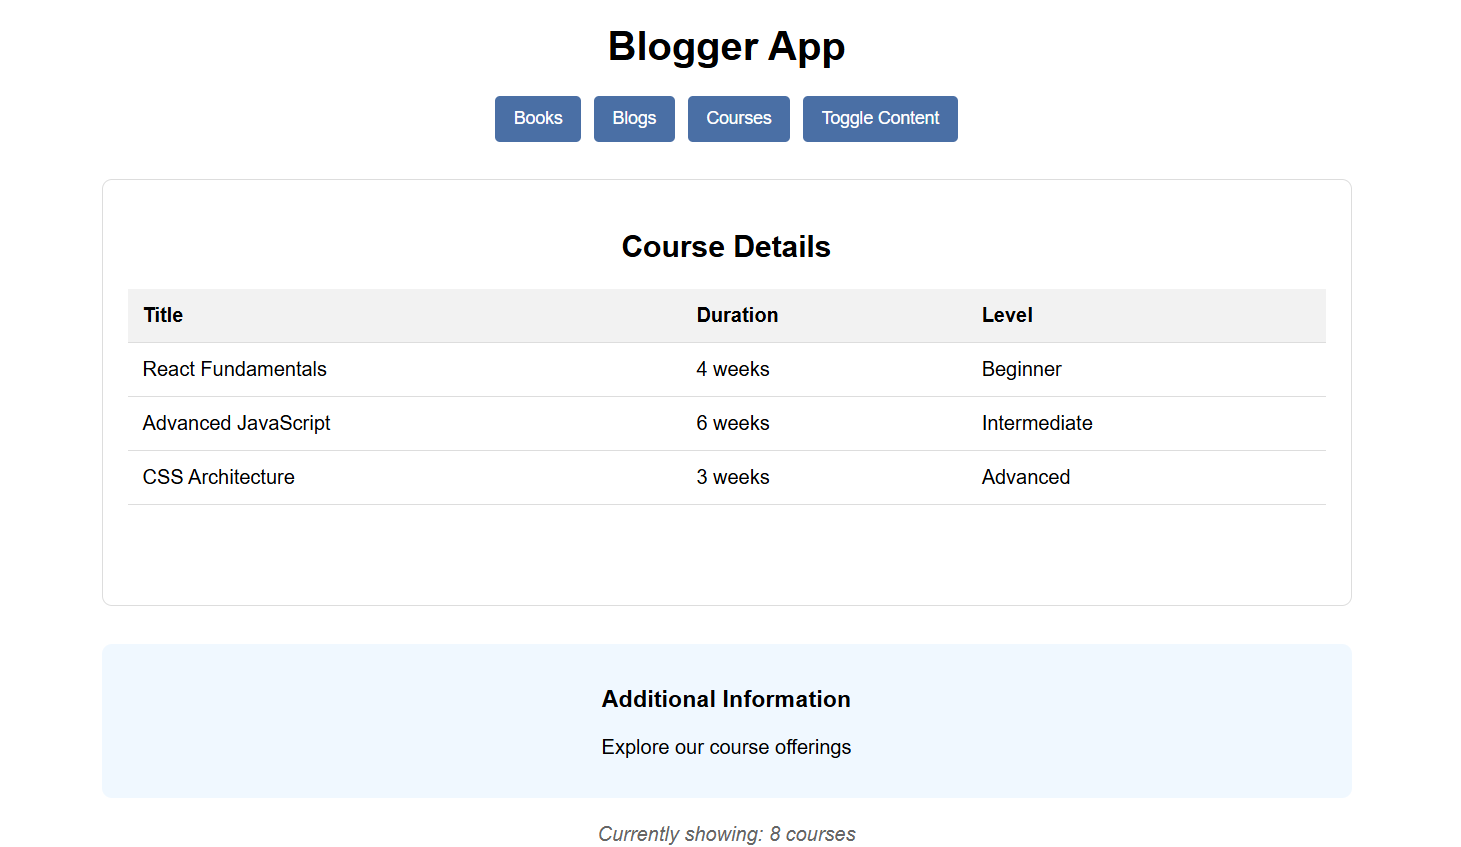 Blogger App
Books Blogs Courses Toggle Content
Course Details
Title Duration Level
React Fundamentals 4 weeks Beginner
Advanced JavaScript 6 weeks Intermediate
CSS Architecture 3 weeks Advanced
Additional Information
Explore our course offerings
Currently showing: 8 courses